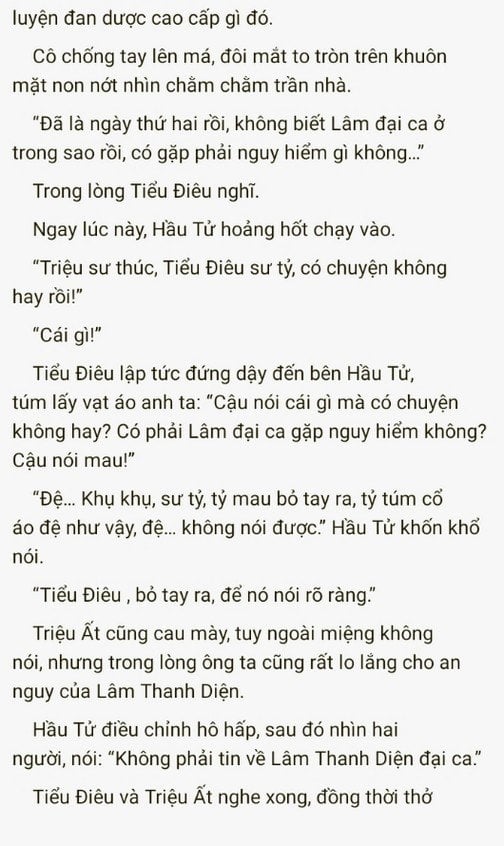 luyện đan dược cao cấp gì đó.
Cô chống tay lên má, đôi mắt to tròn trên khuôn
mặt non nớt nhìn chằm chằm trần nhà.
“Đã là ngày thứ hai rồi, không biết Lâm đại ca ở
trong sao rồi, có gặp phải nguy hiểm gì không...”
Trong lòng Tiểu Điêu nghĩ.
Ngay lúc này, Hầu Tử hoảng hốt chạy vào.
“Triệu sư thúc, Tiểu Điêu sư tỷ, có chuyện không
hay rồi!”
“Cái gì!”
Tiểu Điêu lập tức đứng dậy đến bên Hầu Tử,
túm lấy vạt áo anh ta: “Cậu nói cái gì mà có chuyện
không hay? Có phải Lâm đại ca gặp nguy hiểm không?
Cậu nói mau!”
“Đệ... Khụ khụ, sư tỷ, tỷ mau bỏ tay ra, tỷ túm cổ
áo đệ như vậy, đệ... không nói được.” Hầu Tử khốn khổ
nói.
“Tiểu Điêu , bỏ tay ra, để nó nói rõ ràng.”
Triệu Ất cũng cau mày, tuy ngoài miệng không
nói, nhưng trong lòng ông ta cũng rất lo lắng cho an
nguy của Lâm Thanh Diện.
Hầu Tử điều chỉnh hô hấp, sau đó nhìn hai
người, nói: “Không phải tin về Lâm Thanh Diện đại ca.”
Tiểu Điêu và Triệu Ất nghe xong, đồng thời thở